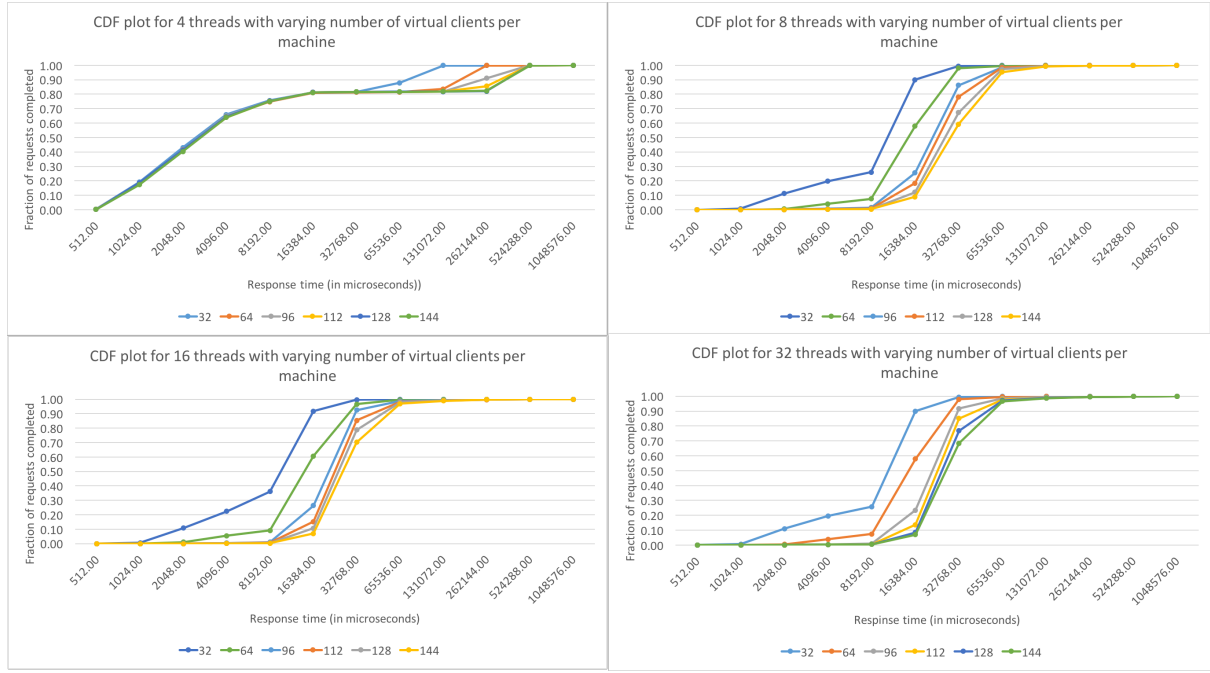 CDF plot for 4 threads with varying number of virtual clients per
machine
Fraction of requests completed
1.00
0.90
0.80
0.70
0.60
0.50
0.40
0.30
0.20
0.10
0.00
512.00 1024.00 2048.00 4096.00 8192.00 16384.00 32768.00 65536.00 131072.00 262144.00 524288.00 1048576.00
Response time (in microseconds))
32 64 96 112 128 144
CDF plot for 8 threads with varying number of virtual clients per
machine
Fraction of requests completed
1.00
0.90
0.80
0.70
0.60
0.50
0.40
0.30
0.20
0.10
0.00
512.00 1024.00 2048.00 4096.00 8192.00 16384.00 32768.00 65536.00 131072.00 262144.00 524288.00 1048576.00
Response time (in microseconds)
32 64 96 112 128 144
CDF plot for 16 threads with varying number of virtual clients per
machine
Fraction of requests completed
1.00
0.90
0.80
0.70
0.60
0.50
0.40
0.30
0.20
0.10
0.00
512.00 1024.00 2048.00 4096.00 8192.00 16384.00 32768.00 65536.00 131072.00 262144.00 524288.00 1048576.00
Response time (in microseconds)
32 64 96 112 128 144
CDF plot for 32 threads with varying number of virtual clients per
machine
Fraction of requests completed
1.00
0.90
0.80
0.70
0.60
0.50
0.40
0.30
0.20
0.10
0.00
512.00 1024.00 2048.00 4096.00 8192.00 16384.00 32768.00 65536.00 131072.00 262144.00 524288.00 1048576.00
Respinse time (in microseconds)
32 64 96 112 128 144